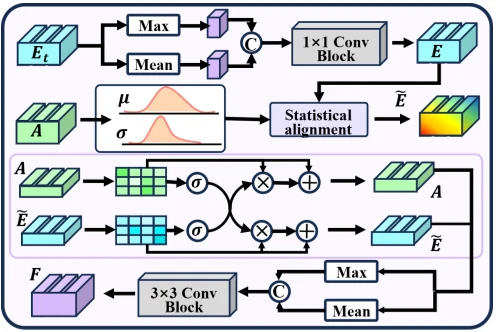 Max
E_t
C
1×1 Conv
Block
E
Mean
μ
σ
A
Statistical
alignment
Ẽ
A
σ
×
+
A
Ẽ
σ
×
+
Ẽ
F
3×3 Conv
Block
C
Max
Mean